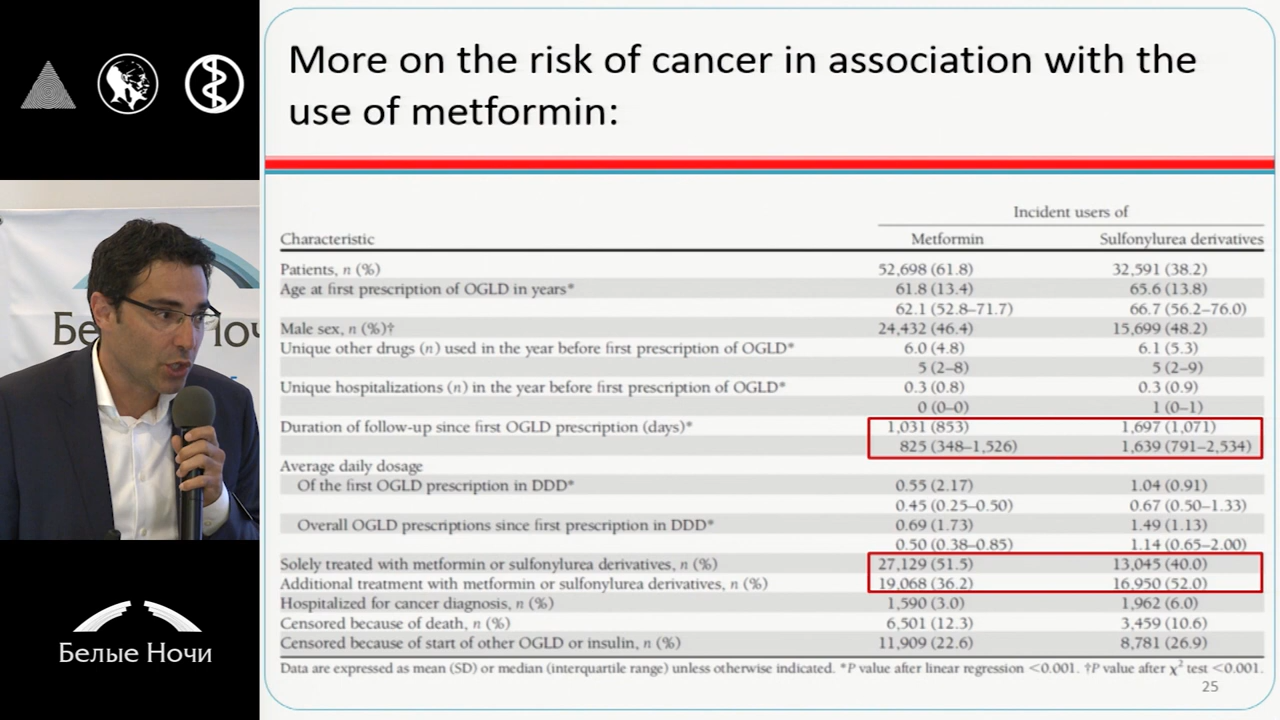 More on the risk of cancer in association with the
use of metformin:
Incident users of
Characteristic Metformin Sulfonylurea derivatives
Patients, n (%) 52,698 (61.8) 32,591 (38.2)
Age at first prescription of OGLD in years* 61.8 (13.4) 65.6 (13.8)
62.1 (52.8–71.7) 66.7 (56.2–76.0)
Male sex, n (%)† 24,432 (46.4) 15,699 (48.2)
Unique other drugs (n) used in the year before first prescription of OGLD* 6.0 (4.8) 6.1 (5.3)
5 (2–8) 5 (2–9)
Unique hospitalizations (n) in the year before first prescription of OGLD* 0.3 (0.8) 0.3 (0.9)
0 (0–0) 1 (0–1)
Duration of follow-up since first OGLD prescription (days)* 1,031 (853) 1,697 (1,071)
825 (348–1,526) 1,639 (791–2,534)
Average daily dosage
Of the first OGLD prescription in DDD* 0.55 (2.17) 1.04 (0.91)
0.45 (0.25–0.50) 0.67 (0.50–1.33)
Overall OGLD prescriptions since first prescription in DDD* 0.69 (1.73) 1.49 (1.13)
0.50 (0.38–0.85) 1.14 (0.65–2.00)
Solely treated with metformin or sulfonylurea derivatives, n (%) 27,129 (51.5) 13,045 (40.0)
Additional treatment with metformin or sulfonylurea derivatives, n (%) 19,068 (36.2) 16,950 (52.0)
Hospitalized for cancer diagnosis, n (%) 1,590 (3.0) 1,962 (6.0)
Censored because of death, n (%) 6,501 (12.3) 3,459 (10.6)
Censored because of start of other OGLD or insulin, n (%) 11,909 (22.6) 8,781 (26.9)
Data are expressed as mean (SD) or median (interquartile range) unless otherwise indicated. *P value after linear regression <0.001. †P value after χ² test <0.001.
25
Бе Ночи
Белые Ночи